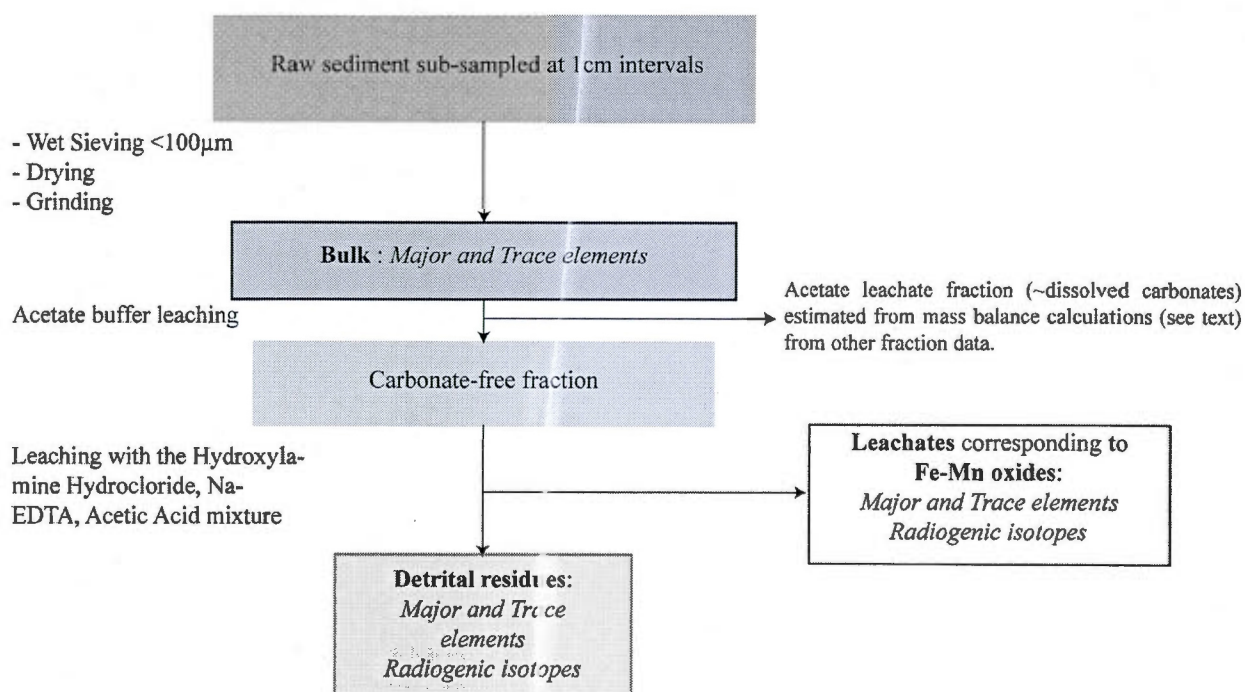 Raw sediment sub-sampled at 1cm intervals
- Wet Sieving <100μm
- Drying
- Grinding
Bulk : Major and Trace elements
Acetate buffer leaching
Acetate leachate fraction (~dissolved carbonates)
estimated from mass balance calculations (see text)
from other fraction data.
Carbonate-free fraction
Leaching with the Hydroxyla-
mine Hydrocloride, Na-
EDTA, Acetic Acid mixture
Leachates corresponding to
Fe-Mn oxides:
Major and Trace elements
Radiogenic isotopes
Detrital residues:
Major and Trace
elements
Radiogenic isotopes